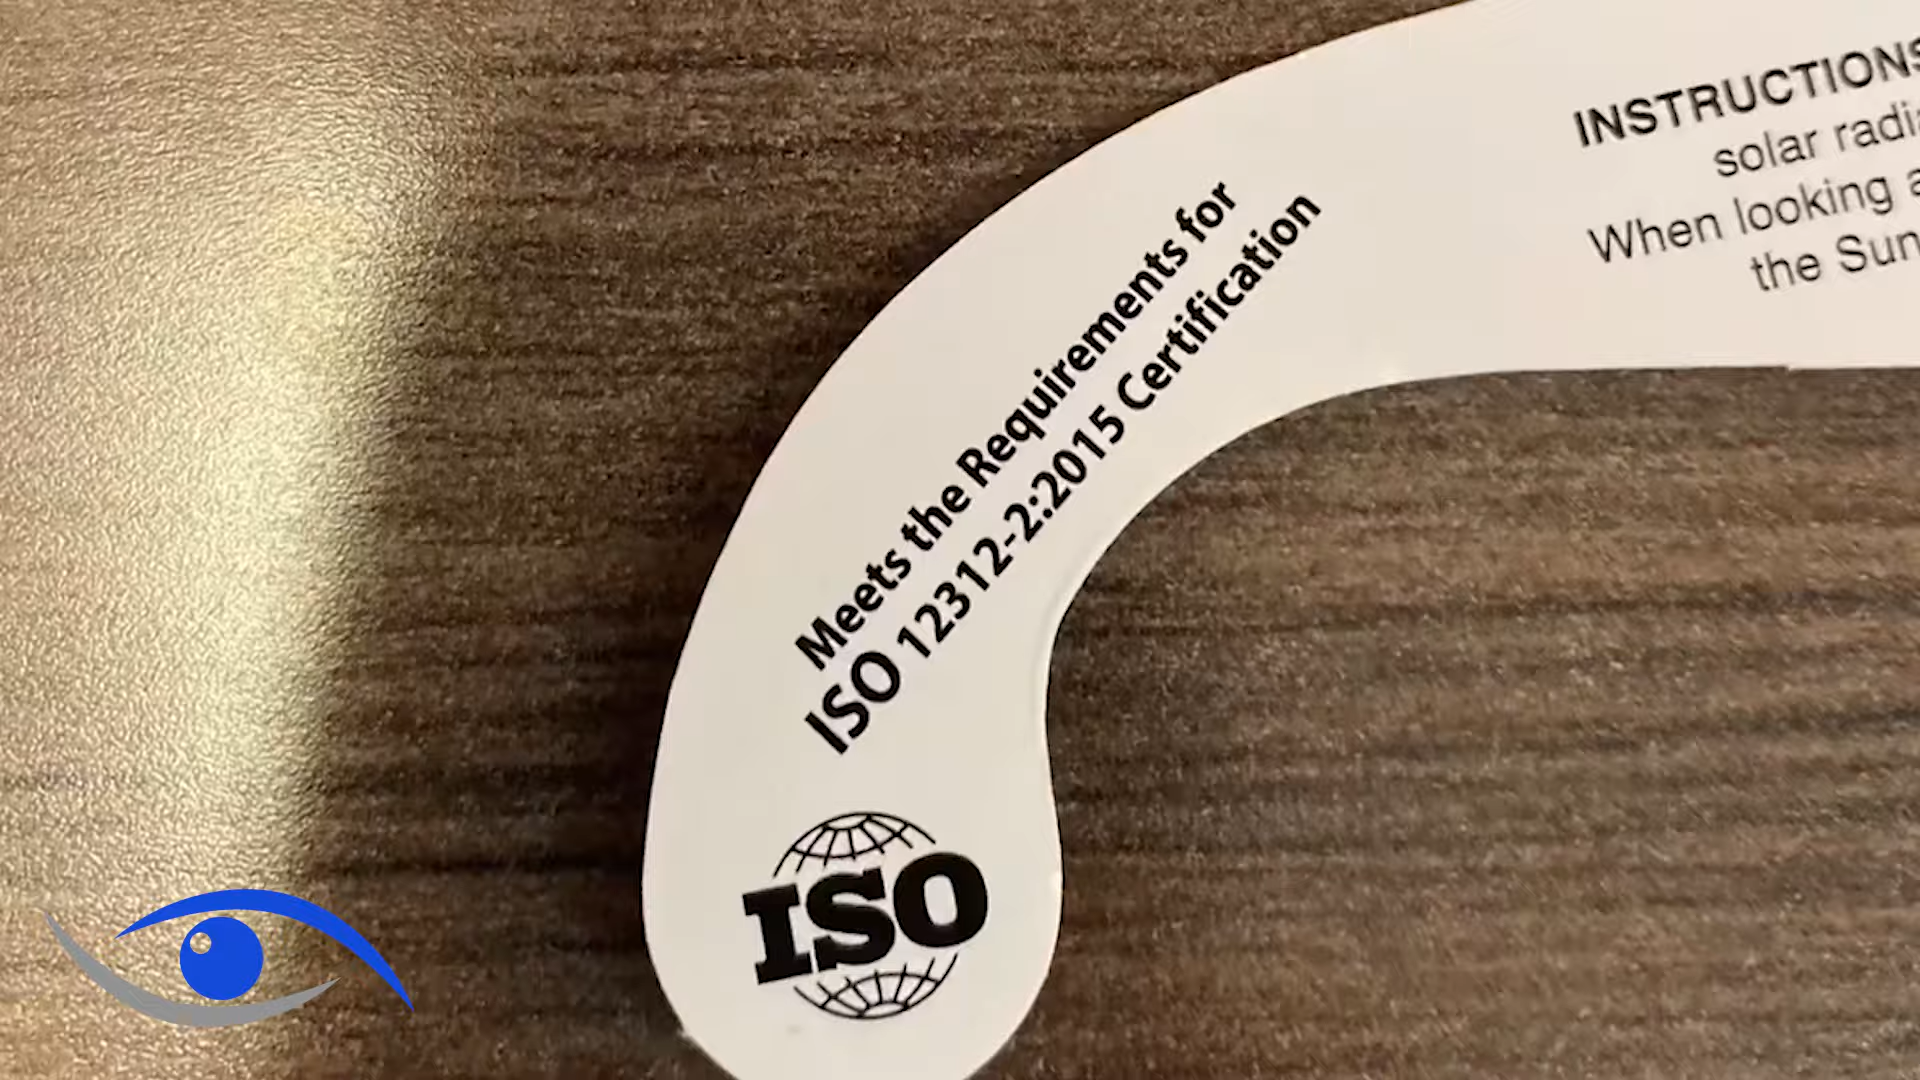 Meets the Requirements for
ISO 12312-2:2015 Certification
ISO
INSTRUCTIONS
solar radi
When looking a
the Sun